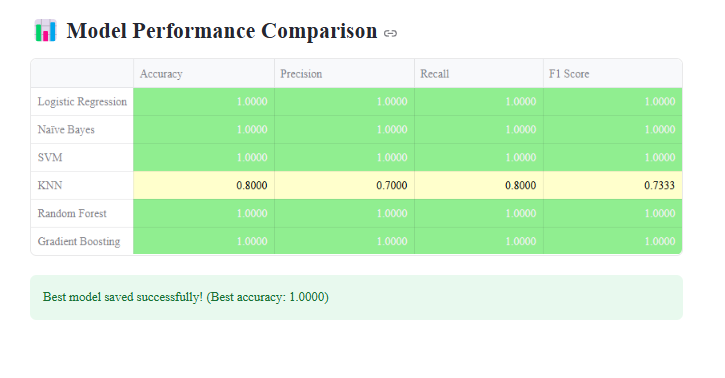 Model Performance Comparison
Accuracy Precision Recall F1 Score
Logistic Regression 1.0000 1.0000 1.0000 1.0000
Naïve Bayes 1.0000 1.0000 1.0000 1.0000
SVM 1.0000 1.0000 1.0000 1.0000
KNN 0.8000 0.7000 0.8000 0.7333
Random Forest 1.0000 1.0000 1.0000 1.0000
Gradient Boosting 1.0000 1.0000 1.0000 1.0000
Best model saved successfully! (Best accuracy: 1.0000)